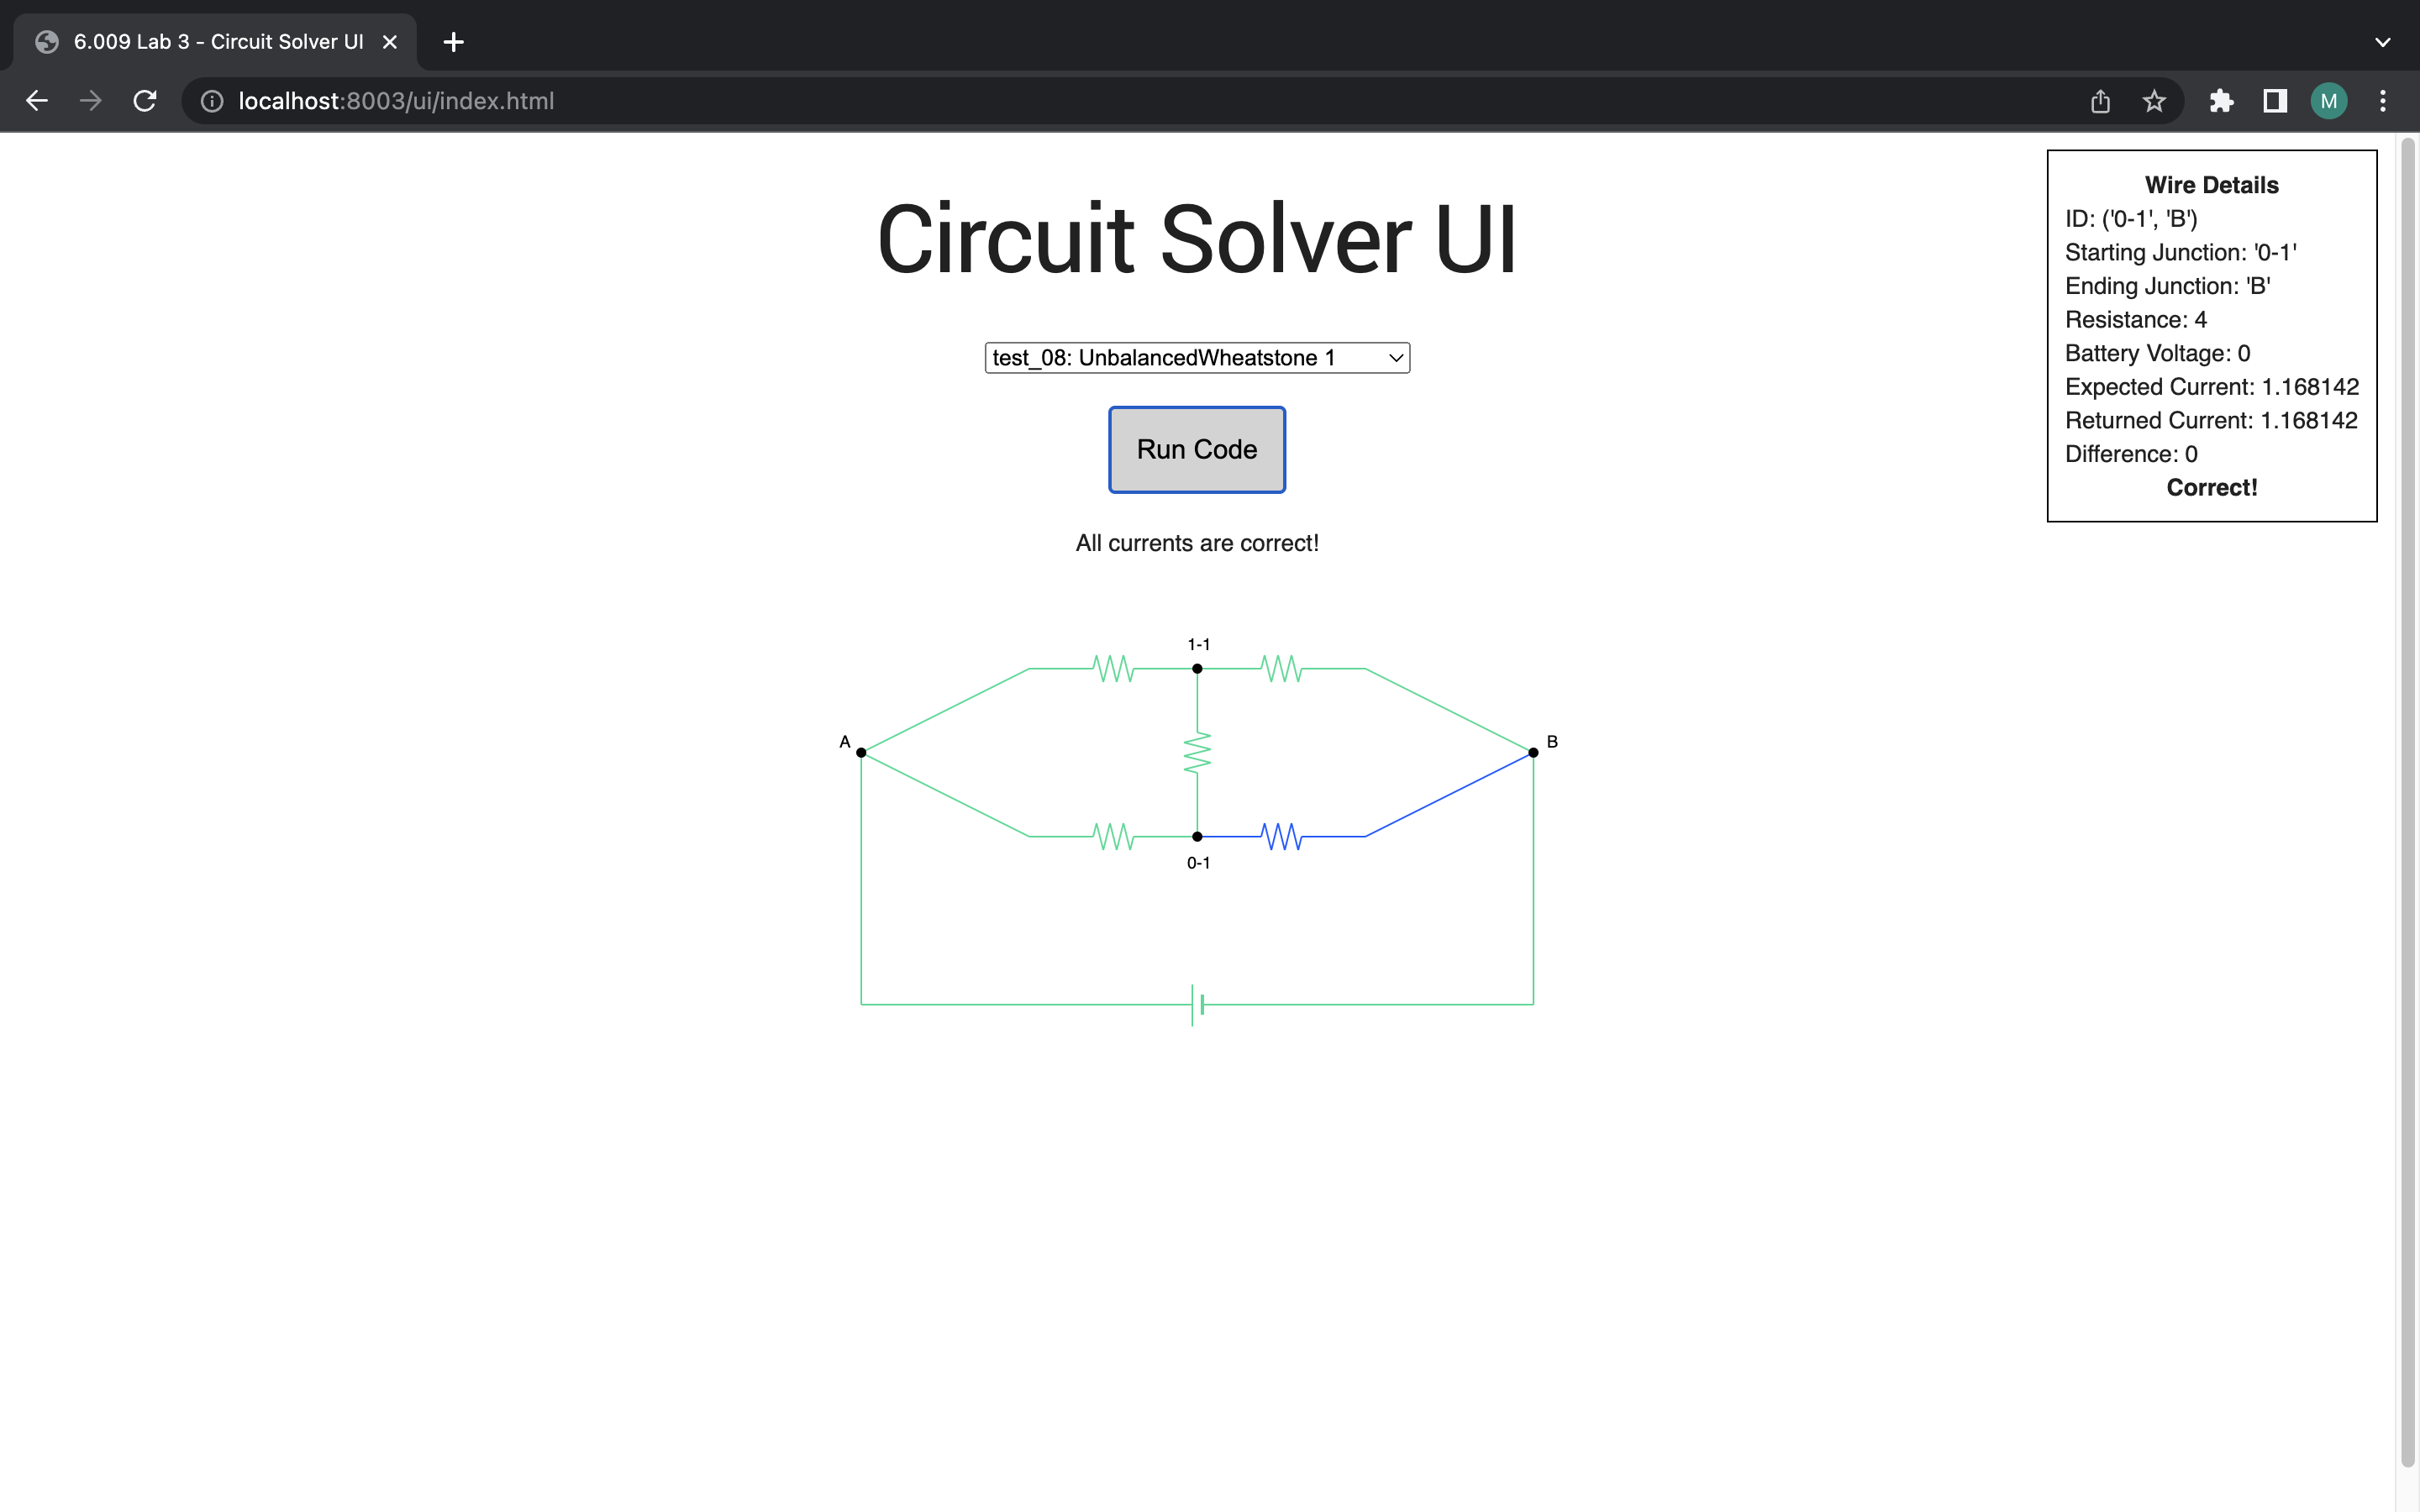 6.009 Lab 3 - Circuit Solver UI
localhost:8003/ui/index.html
M
Circuit Solver UI
test_08: UnbalancedWheatstone 1
Run Code
All currents are correct!
Wire Details
ID: ('0-1', 'B')
Starting Junction: '0-1'
Ending Junction: 'B'
Resistance: 4
Battery Voltage: 0
Expected Current: 1.168142
Returned Current: 1.168142
Difference: 0
Correct!
1-1
A
B
0-1